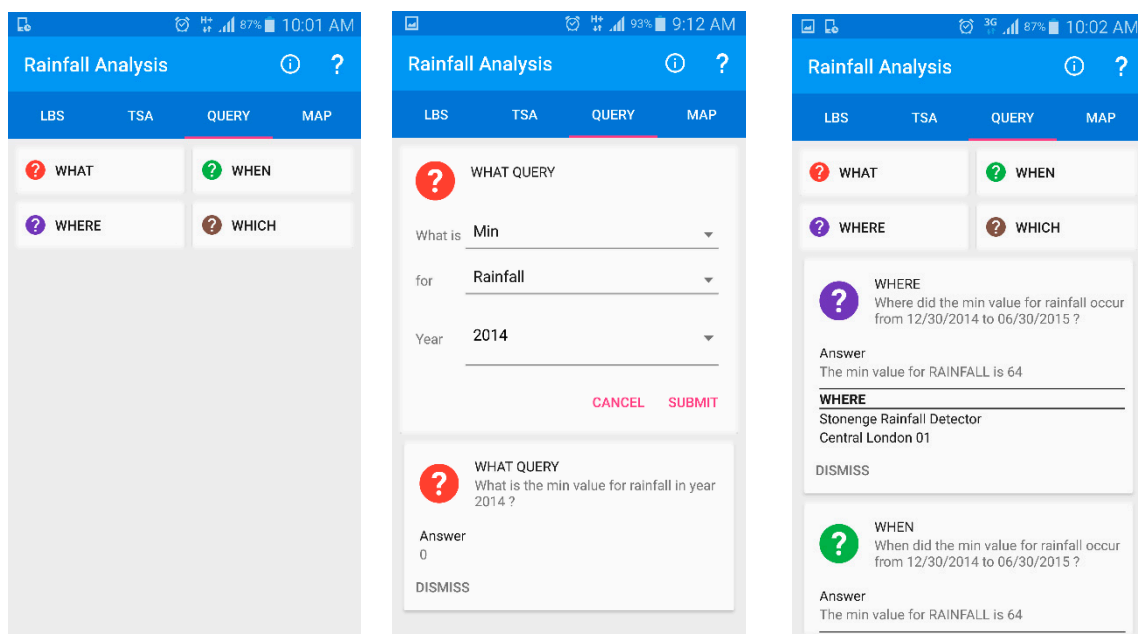 87% 10:01 AM
Rainfall Analysis
LBS TSA QUERY MAP
WHAT WHEN
WHERE WHICH
H+ 93% 9:12 AM
Rainfall Analysis
LBS TSA QUERY MAP
WHAT QUERY
What is Min
for Rainfall
Year 2014
CANCEL SUBMIT
WHAT QUERY
What is the min value for rainfall in year
2014 ?
Answer
0
DISMISS
3G 87% 10:02 AM
Rainfall Analysis
LBS TSA QUERY MAP
WHAT WHEN
WHERE WHICH
WHERE
Where did the min value for rainfall occur
from 12/30/2014 to 06/30/2015 ?
Answer
The min value for RAINFALL is 64
WHERE
Stonenge Rainfall Detector
Central London 01
DISMISS
WHEN
When did the min value for rainfall occur
from 12/30/2014 to 06/30/2015 ?
Answer
The min value for RAINFALL is 64